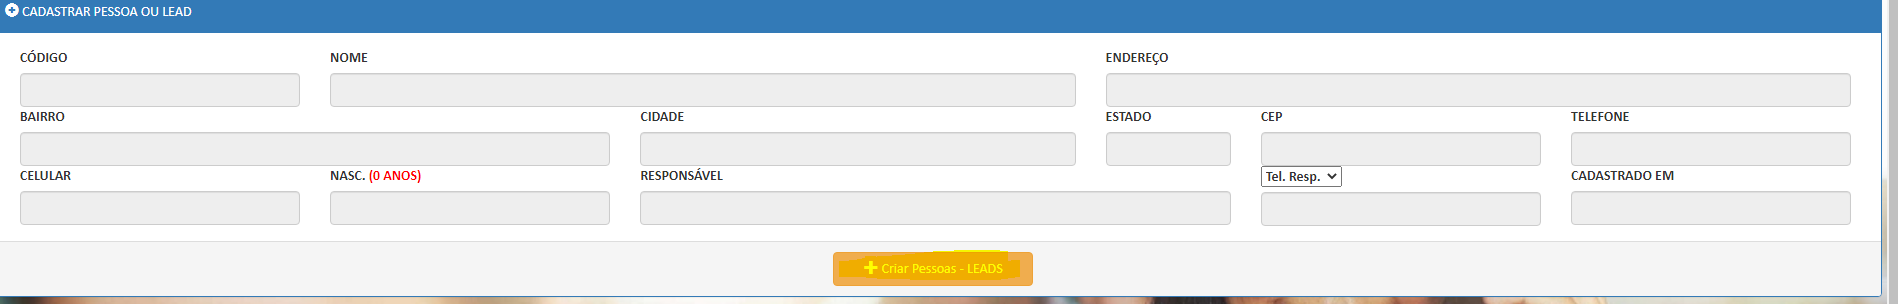 CADASTRAR PESSOA OU LEAD
CÓDIGO NOME ENDEREÇO
BAIRRO CIDADE ESTADO CEP TELEFONE
CELULAR NASC. (0 ANOS) RESPONSÁVEL Tel. Resp. CADASTRADO EM
Criar Pessoas - LEADS